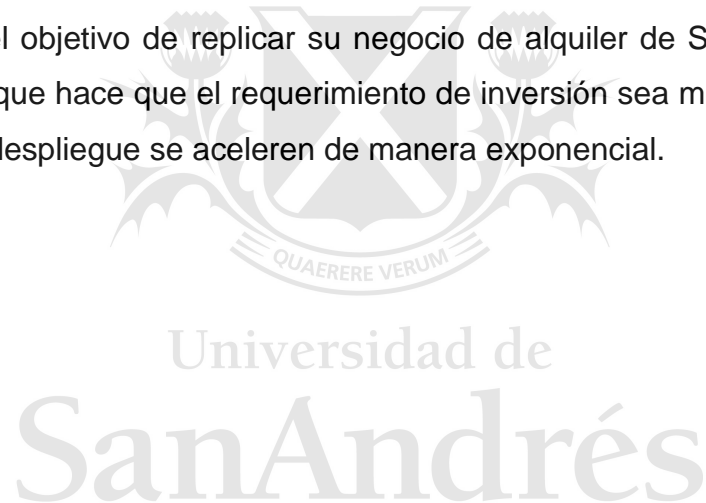 el objetivo de replicar su negocio de alquiler de S
que hace que el requerimiento de inversión sea m
despliegue se aceleren de manera exponencial.
QUAERERE VERUM
Universidad de
SanAndrés